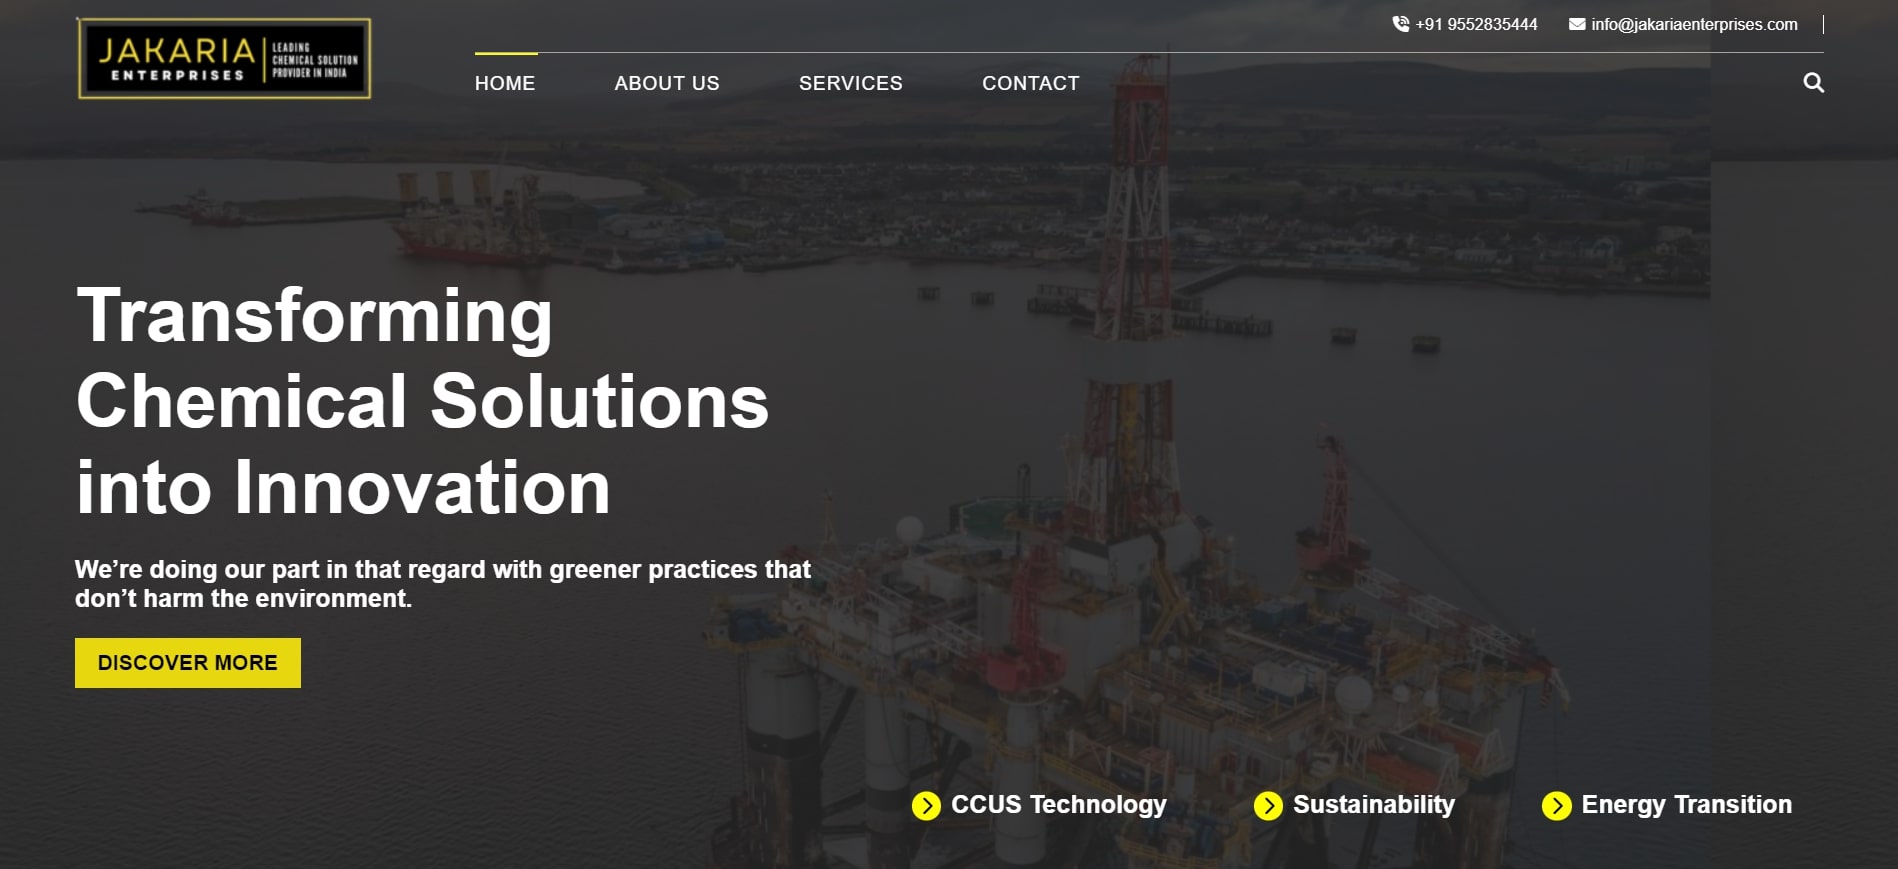 JAKARIA
ENTERPRISES
LEADING
CHEMICAL SOLUTION
PROVIDER IN INDIA
+91 9552835444
info@jakariaenterprises.com
HOME
ABOUT US
SERVICES
CONTACT
Transforming
Chemical Solutions
into Innovation
We’re doing our part in that regard with greener practices that
don’t harm the environment.
DISCOVER MORE
CCUS Technology
Sustainability
Energy Transition